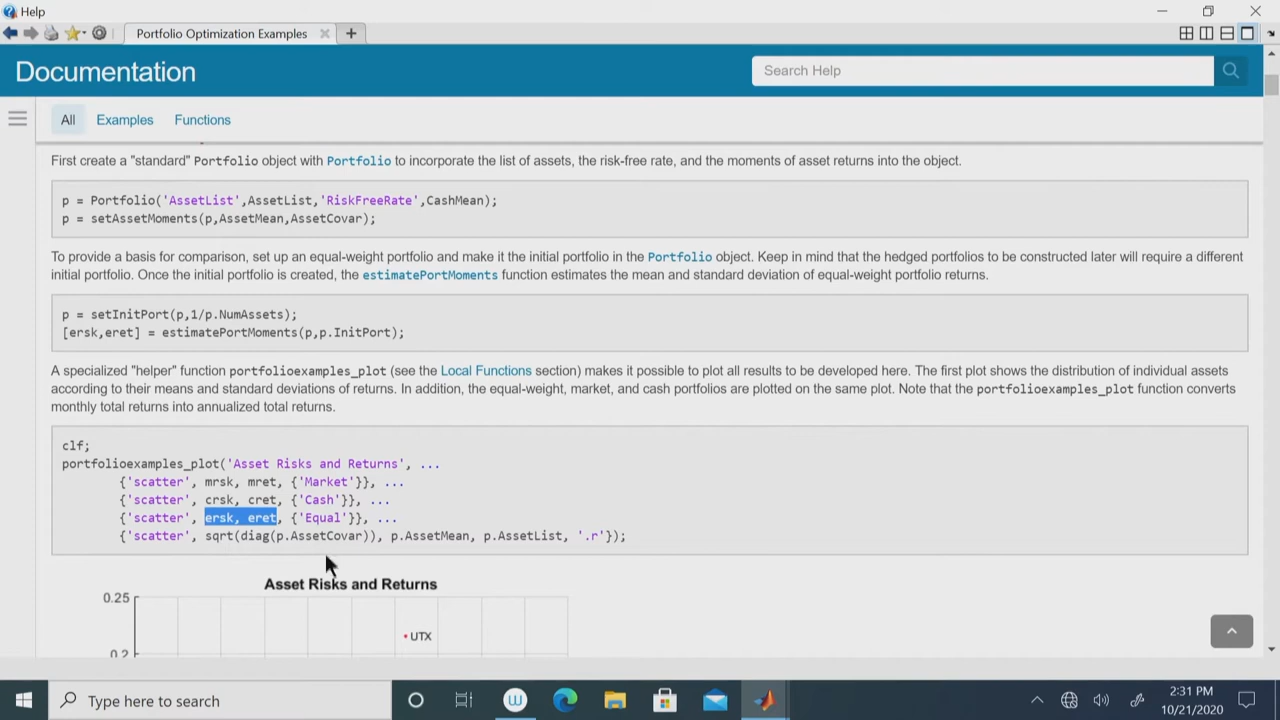 Help
Portfolio Optimization Examples
Documentation
Search Help
All Examples Functions
First create a "standard" Portfolio object with Portfolio to incorporate the list of assets, the risk-free rate, and the moments of asset returns into the object.
p = Portfolio('AssetList',AssetList,'RiskFreeRate',CashMean);
p = setAssetMoments(p,AssetMean,AssetCovar);
To provide a basis for comparison, set up an equal-weight portfolio and make it the initial portfolio in the Portfolio object. Keep in mind that the hedged portfolios to be constructed later will require a different
initial portfolio. Once the initial portfolio is created, the estimatePortMoments function estimates the mean and standard deviation of equal-weight portfolio returns.
p = setInitPort(p,1/p.NumAssets);
[ersk,eret] = estimatePortMoments(p,p.InitPort);
A specialized "helper" function portfolioexamples_plot (see the Local Functions section) makes it possible to plot all results to be developed here. The first plot shows the distribution of individual assets
according to their means and standard deviations of returns. In addition, the equal-weight, market, and cash portfolios are plotted on the same plot. Note that the portfolioexamples_plot function converts
monthly total returns into annualized total returns.
clf;
portfolioexamples_plot('Asset Risks and Returns', ...
{'scatter', mrsk, mret, {'Market'}}, ...
{'scatter', crsk, cret, {'Cash'}}, ...
{'scatter', ersk, eret, {'Equal'}}, ...
{'scatter', sqrt(diag(p.AssetCovar)), p.AssetMean, p.AssetList, '.r'});
Asset Risks and Returns
0.25
UTX
0.2
Type here to search
2:31 PM
10/21/2020